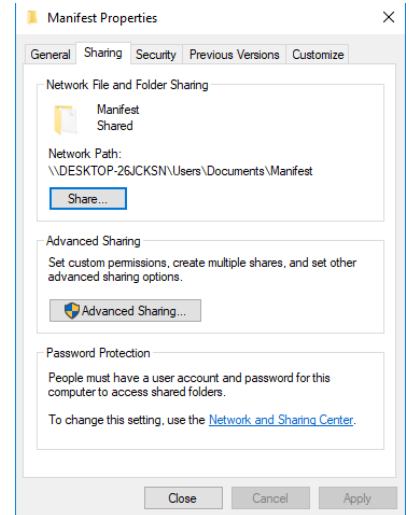 Manifest Properties
General Sharing Security Previous Versions Customize
Network File and Folder Sharing
Manifest
Shared
Network Path:
\\DESKTOP-26JCKSN\Users\Documents\Manifest
Share...
Advanced Sharing
Set custom permissions, create multiple shares, and set other
advanced sharing options.
Advanced Sharing...
Password Protection
People must have a user account and password for this
computer to access shared folders.
To change this setting, use the Network and Sharing Center.
Close Cancel Apply